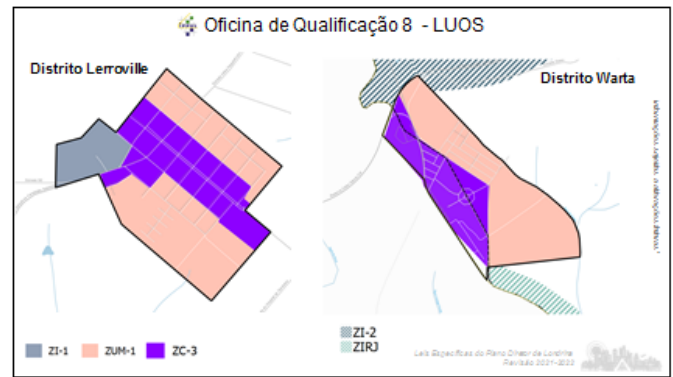 Oficina de Qualificação 8 - LUOS
Distrito Lerroville
Distrito Warta
ZI-1
ZUM-1
ZC-3
ZI-2
ZIRJ
Leis Específicas do Plano Diretor de Londrina
Revisão 2021-2022